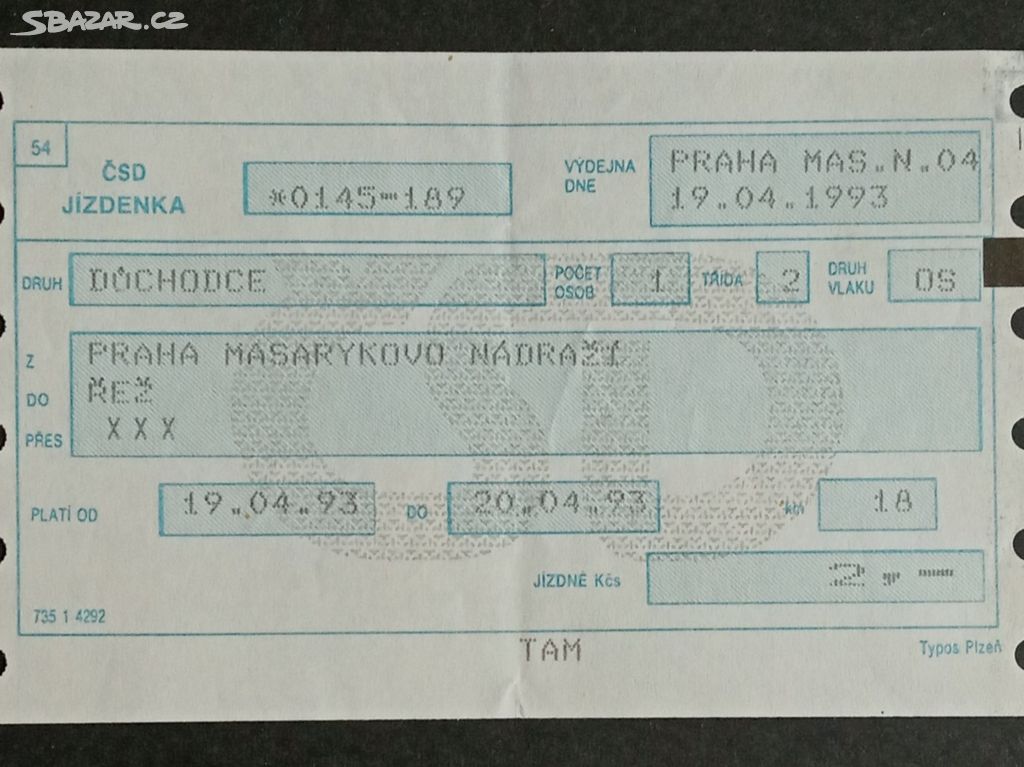 SBAZAR.CZ
54
ČSD
JÍZDENKA
*0145-189
VÝDEJNA
DNE
PRAHA MAS.N.04
19.04.1993
DRUH
DŮCHODCE
POČET
OSOB
1
TŘÍDA
2
DRUH
VLAKU
OS
Z
PRAHA MASARYKOVO NÁDRAŽÍ
DO
ŘEŽ
PŘES
XXX
PLATÍ OD
19.04.93
DO
20.04.93
km
18
JÍZDNÉ Kčs
2.-
735 1 4292
TAM
Typos Plzeň